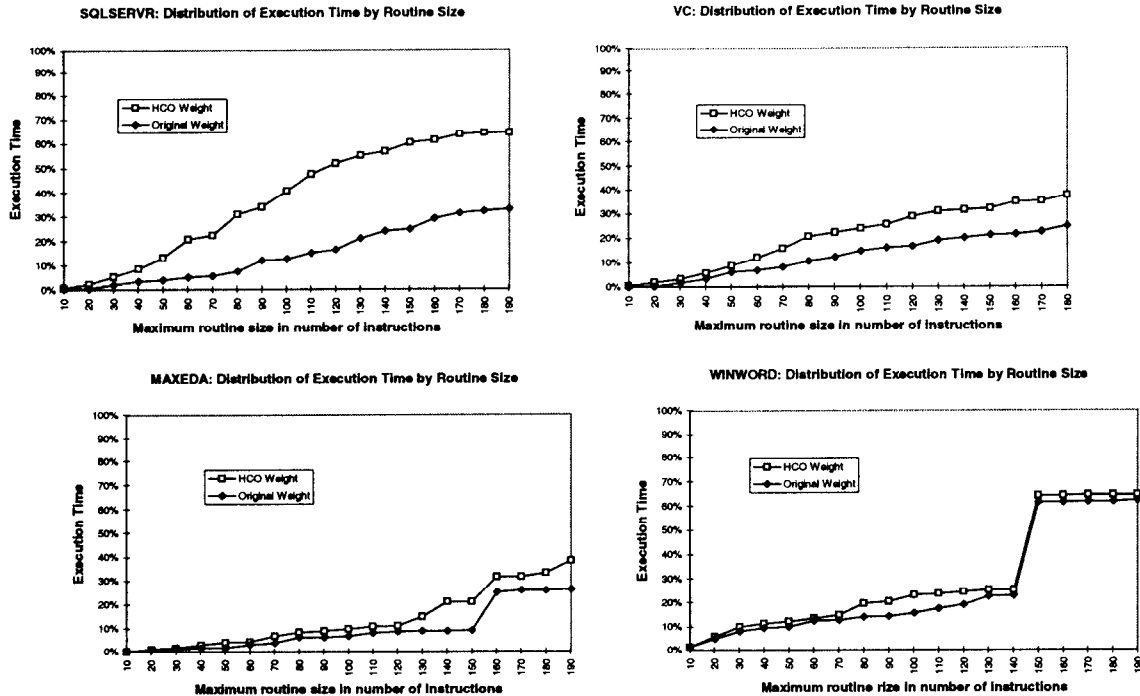 SQLSERVR: Distribution of Execution Time by Routine Size
100%
90%
80%
70%
60%
50%
40%
30%
20%
10%
0%
Execution Time
HCO Weight
Original Weight
10 20 30 40 50 60 70 80 90 100 110 120 130 140 150 160 170 180 190
Maximum routine size in number of instructions
VC: Distribution of Execution Time by Routine Size
100%
90%
80%
70%
60%
50%
40%
30%
20%
10%
0%
Execution Time
HCO Weight
Original Weight
10 20 30 40 50 60 70 80 90 100 110 120 130 140 150 160 170 180
Maximum routine size in number of instructions
MAXEDA: Distribution of Execution Time by Routine Size
100%
90%
80%
70%
60%
50%
40%
30%
20%
10%
0%
Execution Time
HCO Weight
Original Weight
10 20 30 40 50 60 70 80 90 100 110 120 130 140 150 160 170 180 190
Maximum routine size in number of instructions
WINWORD: Distribution of Execution Time by Routine Size
100%
90%
80%
70%
60%
50%
40%
30%
20%
10%
0%
Execution Time
HCO Weight
Original Weight
10 20 30 40 50 60 70 80 90 100 110 120 130 140 150 160 170 180 190
Maximum routine rize in number of instructions